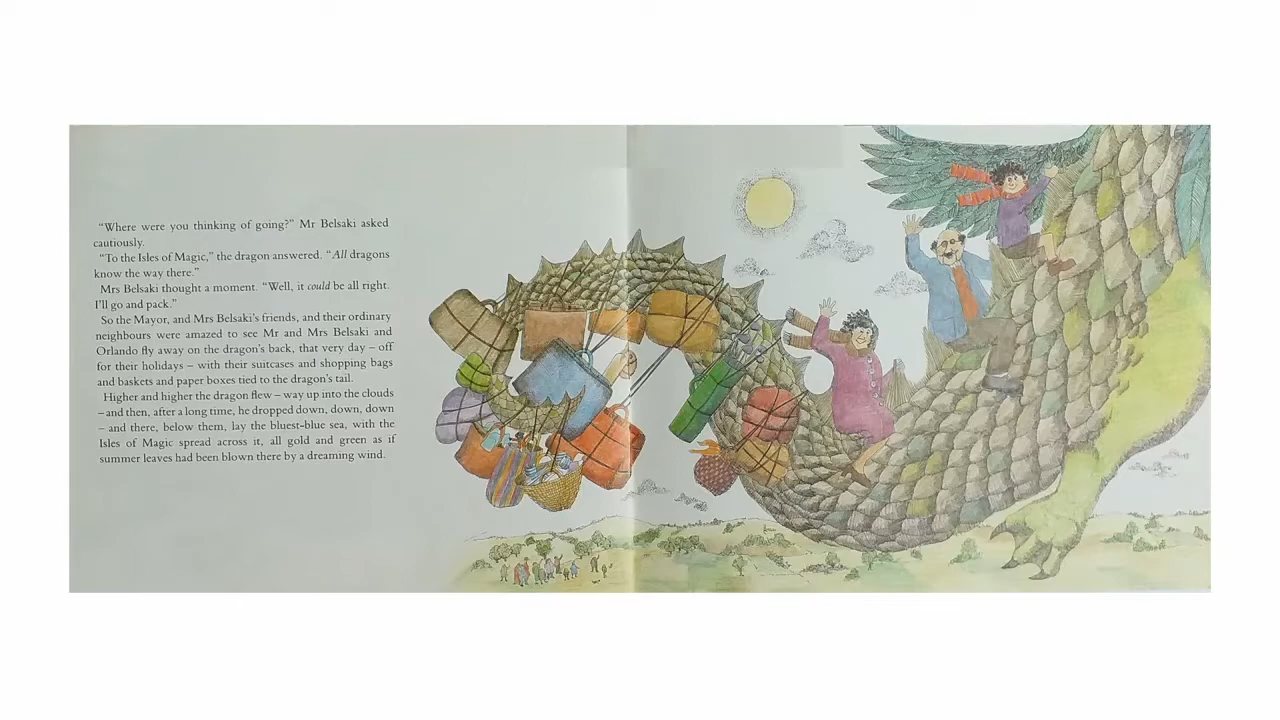 “Where were you thinking of going?” Mr Belsaki asked
cautiously.
“To the Isles of Magic,” the dragon answered. “All dragons
know the way there.”
Mrs Belsaki thought a moment. “Well, it could be all right.
I’ll go and pack.”
So the Mayor, and Mrs Belsaki’s friends, and their ordinary
neighbours were amazed to see Mr and Mrs Belsaki and
Orlando fly away on the dragon’s back, that very day – off
for their holidays – with their suitcases and shopping bags
and baskets and paper boxes tied to the dragon’s tail.
Higher and higher the dragon flew – way up into the clouds
– and then, after a long time, he dropped down, down, down
– and there, below them, lay the bluest-blue sea, with the
Isles of Magic spread across it, all gold and green as if
summer leaves had been blown there by a dreaming wind.